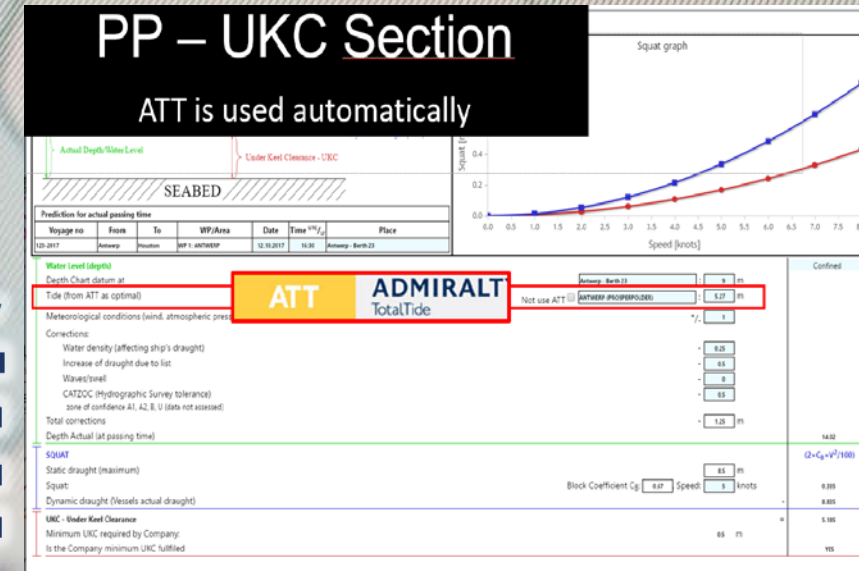 PP – UKC Section
ATT is used automatically
Squat graph
Squat
0.4
0.2
0.0
0.0 0.5 1.0 1.5 2.0 2.5 3.0 3.5 4.0 4.5 5.0 5.5 6.0 6.5 7.0 7.5
Speed [knots]
Actual Depth/Water Level
Under Keel Clearance - UKC
SEABED
Prediction for actual passing time
Voyage no From To WP/Area Date Time Place
123-2017 Antwerp Houston WP 1: ANTWERP 12.10.2017 16:30 Antwerp - Berth 23
Water Level (depth) Confined
Depth Chart datum at Antwerp - Berth 23 : 9 m
Tide (from ATT as optimal) ATT ADMIRALT Not use ATT ANTWERP (PROSPERPOLDER) : 5.27 m
TotalTide
Meteorological conditions (wind, atmospheric pres +/- 1
Corrections:
Water density (affecting ship's draught) - 0.25
Increase of draught due to list - 0.5
Waves/swell - 0
CATZOC (Hydrographic Survey tolerance) - 0.5
zone of confidence A1, A2, B, U (data not assessed)
Total corrections - 1.25 m
Depth Actual (at passing time) 14.02
SQUAT (2×CB×V²/100)
Static draught (maximum) 8.5 m
Squat: Block Coefficient CB: 0.67 Speed: 5 knots 0.335
Dynamic draught (Vessels actual draught) - 8.835
UKC - Under Keel Clearance = 5.185
Minimum UKC required by Company: 0.5 m
Is the Company minimum UKC fullfilled YES